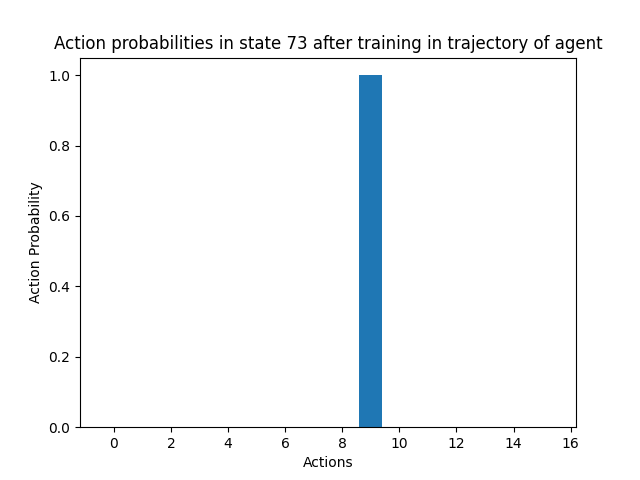 Action probabilities in state 73 after training in trajectory of agent
1.0
0.8
0.6
0.4
0.2
0.0
Action Probability
0 2 4 6 8 10 12 14 16
Actions